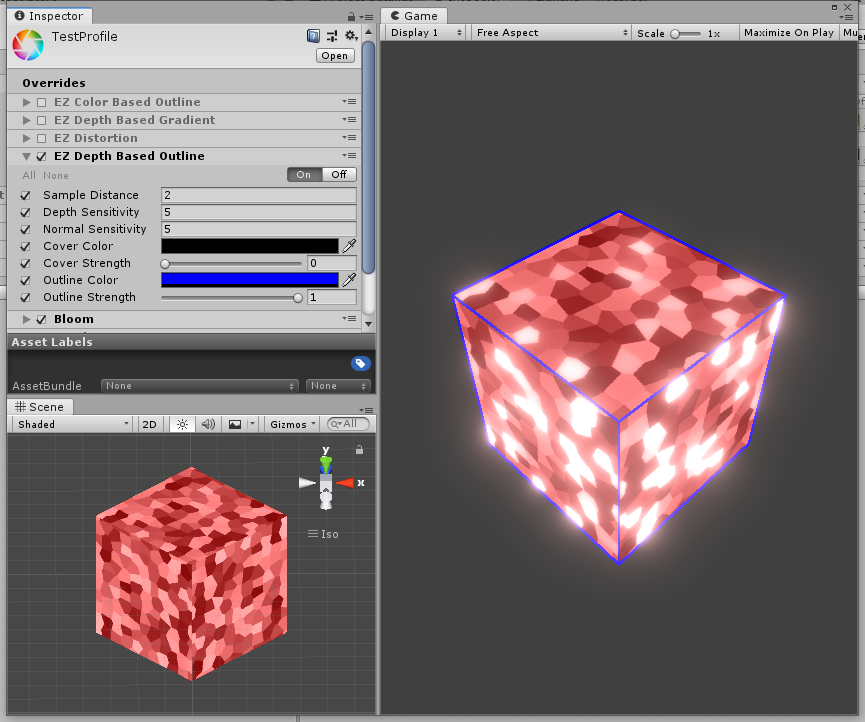 Inspector
TestProfile
Open
Overrides
EZ Color Based Outline
EZ Depth Based Gradient
EZ Distortion
EZ Depth Based Outline
All None On Off
Sample Distance 2
Depth Sensitivity 5
Normal Sensitivity 5
Cover Color
Cover Strength 0
Outline Color
Outline Strength 1
Bloom
Asset Labels
AssetBundle None None
Scene
Shaded 2D Gizmos All
y
x
Iso
Game
Display 1 Free Aspect Scale 1x Maximize On Play Mu